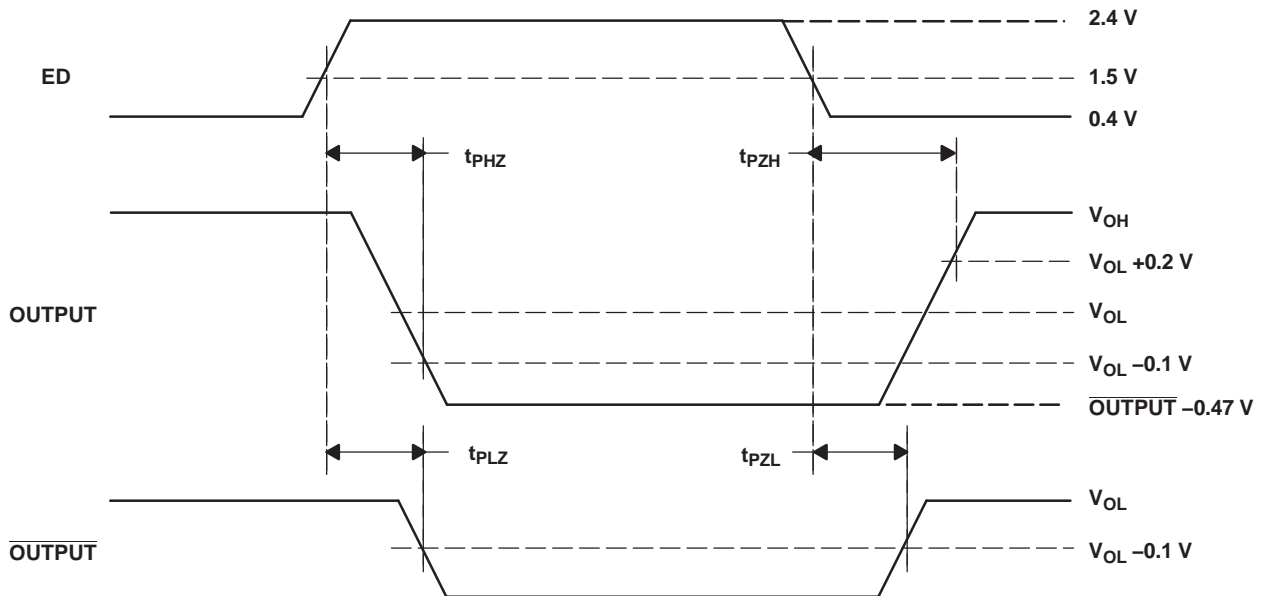 2.4 V
ED
1.5 V
0.4 V
tPHZ
tPZH
VOH
VOL +0.2 V
OUTPUT
VOL
VOL –0.1 V
OUTPUT –0.47 V
tPLZ
tPZL
VOL
OUTPUT
VOL –0.1 V